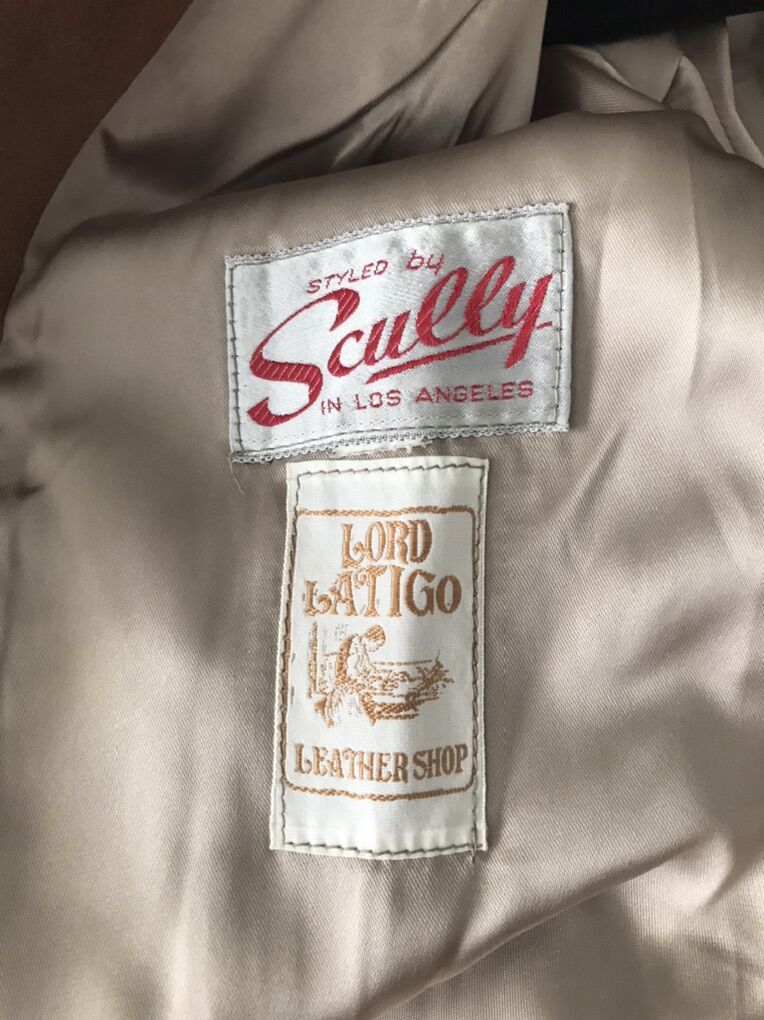 STYLED by
Scully
IN LOS ANGELES
LORD
LATIGO
LEATHER SHOP